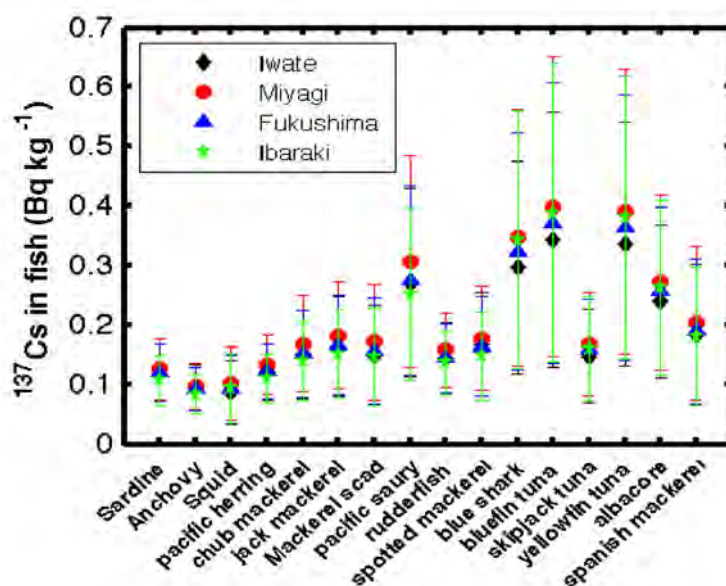 0.7
0.6
0.5
0.4
0.3
0.2
0.1
0
137Cs in fish (Bq kg -1)
Iwate
Miyagi
Fukushima
Ibaraki
Sardine
Anchovy
Squid
pacific herring
chub mackerel
jack mackerel
Mackerel scad
pacific saury
rudderfish
spotted mackerel
blue shark
bluefin tuna
skipjack tuna
yellowfin tuna
albacore
spanish mackerel